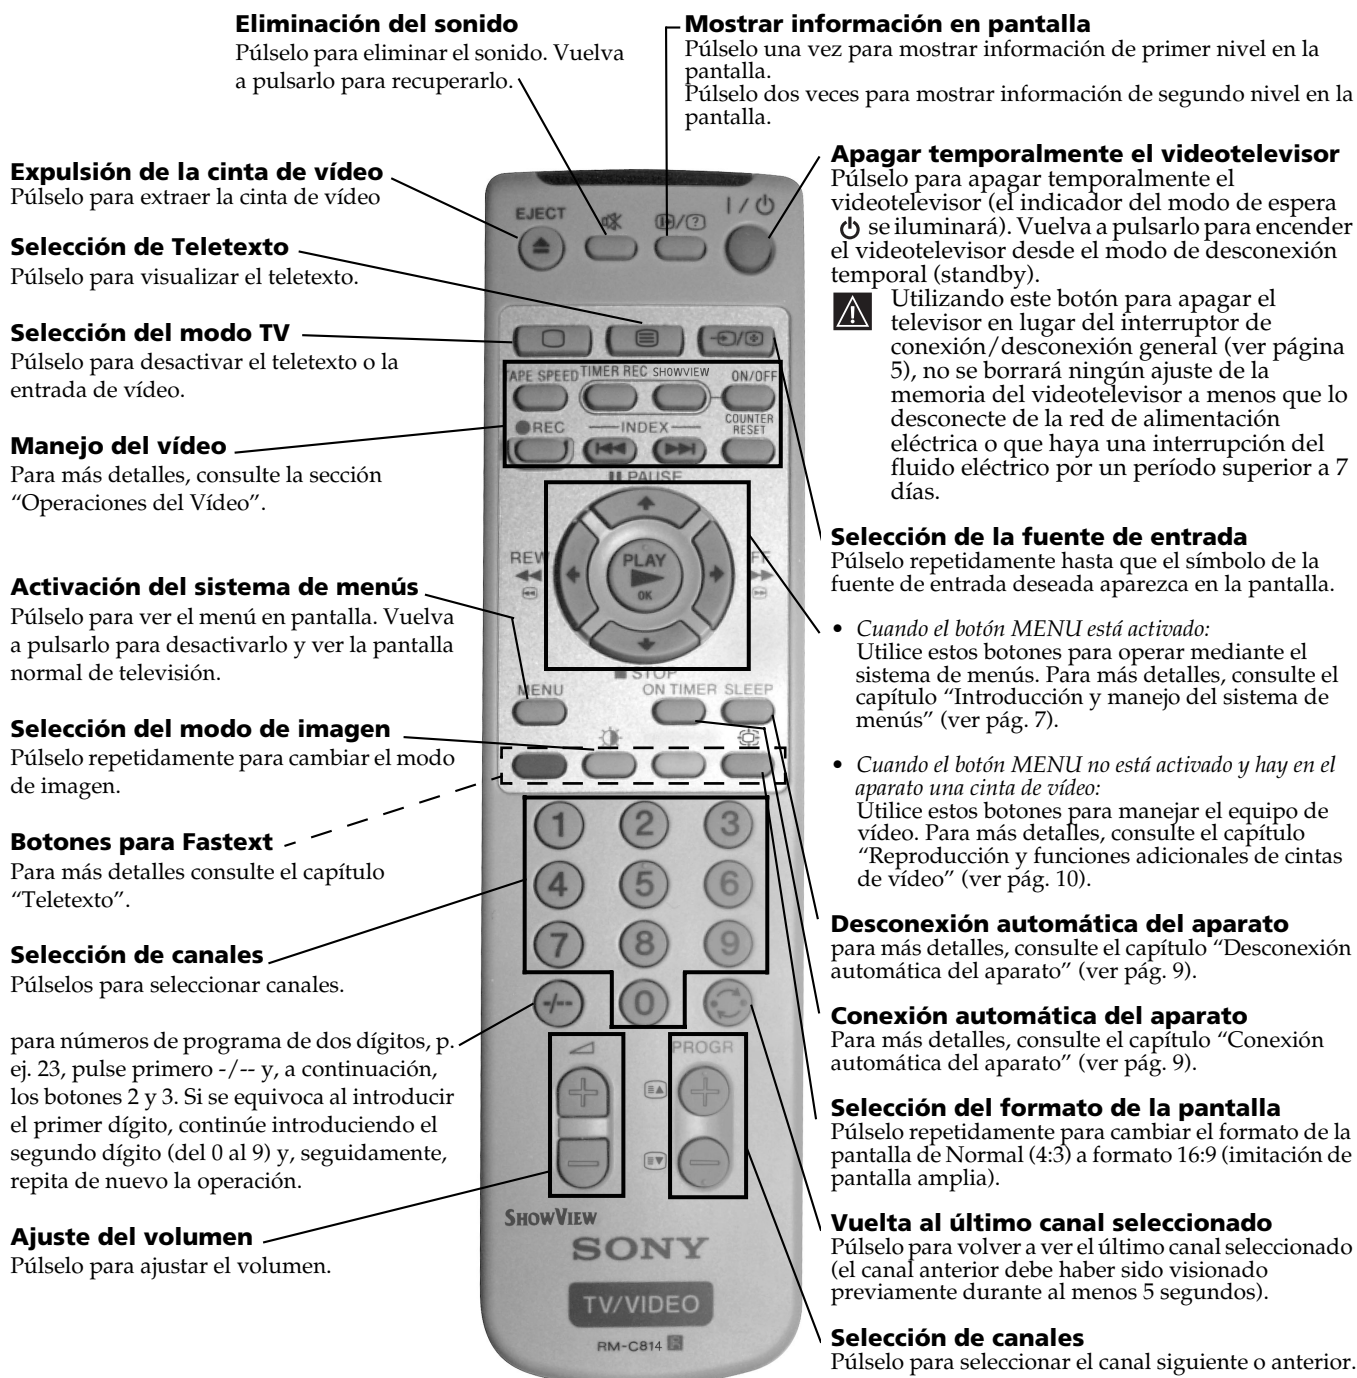 Eliminación del sonido
Púlselo para eliminar el sonido. Vuelva
a pulsarlo para recuperarlo.
Mostrar información en pantalla
Púlselo una vez para mostrar información de primer nivel en la
pantalla.
Púlselo dos veces para mostrar información de segundo nivel en la
pantalla.
Expulsión de la cinta de vídeo
Púlselo para extraer la cinta de vídeo
Selección de Teletexto
Púlselo para visualizar el teletexto.
Selección del modo TV
Púlselo para desactivar el teletexto o la
entrada de vídeo.
Manejo del vídeo
Para más detalles, consulte la sección
“Operaciones del Vídeo”.
Activación del sistema de menús
Púlselo para ver el menú en pantalla. Vuelva
a pulsarlo para desactivarlo y ver la pantalla
normal de televisión.
Selección del modo de imagen
Púlselo repetidamente para cambiar el modo
de imagen.
Botones para Fastext
Para más detalles consulte el capítulo
“Teletexto”.
Selección de canales
Púlselos para seleccionar canales.
para números de programa de dos dígitos, p.
ej. 23, pulse primero -/-- y, a continuación,
los botones 2 y 3. Si se equivoca al introducir
el primer dígito, continúe introduciendo el
segundo dígito (del 0 al 9) y, seguidamente,
repita de nuevo la operación.
Ajuste del volumen
Púlselo para ajustar el volumen.
EJECT
/?
I/⏻
TAPE SPEED TIMER REC SHOWVIEW ON/OFF
●REC INDEX COUNTER
RESET
PAUSE
REW PLAY FF
OK
STOP
MENU ON TIMER SLEEP
1 2 3
4 5 6
7 8 9
-/-- 0
PROGR
SHOWVIEW
SONY
TV/VIDEO
RM-C814
Apagar temporalmente el videotelevisor
Púlselo para apagar temporalmente el
videotelevisor (el indicador del modo de espera
⏻ se iluminará). Vuelva a pulsarlo para encender
el videotelevisor desde el modo de desconexión
temporal (standby).
Utilizando este botón para apagar el
televisor en lugar del interruptor de
conexión/desconexión general (ver página
5), no se borrará ningún ajuste de la
memoria del videotelevisor a menos que lo
desconecte de la red de alimentación
eléctrica o que haya una interrupción del
fluido eléctrico por un período superior a 7
días.
Selección de la fuente de entrada
Púlselo repetidamente hasta que el símbolo de la
fuente de entrada deseada aparezca en la pantalla.
• Cuando el botón MENU está activado:
Utilice estos botones para operar mediante el
sistema de menús. Para más detalles, consulte el
capítulo “Introducción y manejo del sistema de
menús” (ver pág. 7).
• Cuando el botón MENU no está activado y hay en el
aparato una cinta de vídeo:
Utilice estos botones para manejar el equipo de
vídeo. Para más detalles, consulte el capítulo
“Reproducción y funciones adicionales de cintas
de vídeo” (ver pág. 10).
Desconexión automática del aparato
para más detalles, consulte el capítulo “Desconexión
automática del aparato” (ver pág. 9).
Conexión automática del aparato
Para más detalles, consulte el capítulo “Conexión
automática del aparato” (ver pág. 9).
Selección del formato de la pantalla
Púlselo repetidamente para cambiar el formato de la
pantalla de Normal (4:3) a formato 16:9 (imitación de
pantalla amplia).
Vuelta al último canal seleccionado
Púlselo para volver a ver el último canal seleccionado
(el canal anterior debe haber sido visionado
previamente durante al menos 5 segundos).
Selección de canales
Púlselo para seleccionar el canal siguiente o anterior.